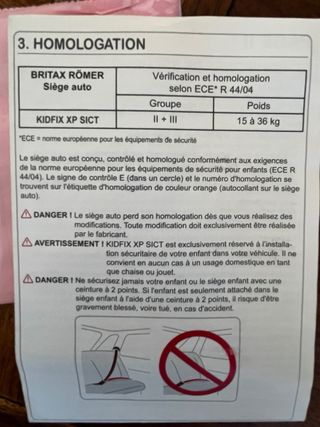 3. HOMOLOGATION
BRITAX RÖMER
Siège auto
Vérification et homologation
selon ECE* R 44/04
Groupe
Poids
KIDFIX XP SICT
II + III
15 à 36 kg
*ECE = norme européenne pour les équipements de sécurité
Le siège auto est conçu, contrôlé et homologué conformément aux exigences
de la norme européenne pour les équipements de sécurité pour enfants (ECE R
44/04). Le signe de contrôle E (dans un cercle) et le numéro d'homologation se
trouvent sur l'étiquette d'homologation de couleur orange (autocollant sur le siège
auto).
DANGER ! Le siège auto perd son homologation dès que vous réalisez des
modifications. Toute modification doit exclusivement être réalisée
par le fabricant.
AVERTISSEMENT ! KIDFIX XP SICT est exclusivement réservé à l'installa-
tion sécuritaire de votre enfant dans votre véhicule. Il ne
convient en aucun cas à un usage domestique en tant
que chaise ou jouet.
DANGER ! Ne sécurisez jamais votre enfant ou le siège enfant avec une
ceinture à 2 points. Si l'enfant est seulement attaché dans le
siège enfant à l'aide d'une ceinture à 2 points, il risque d'être
gravement blessé, voire tué, en cas d'accident.